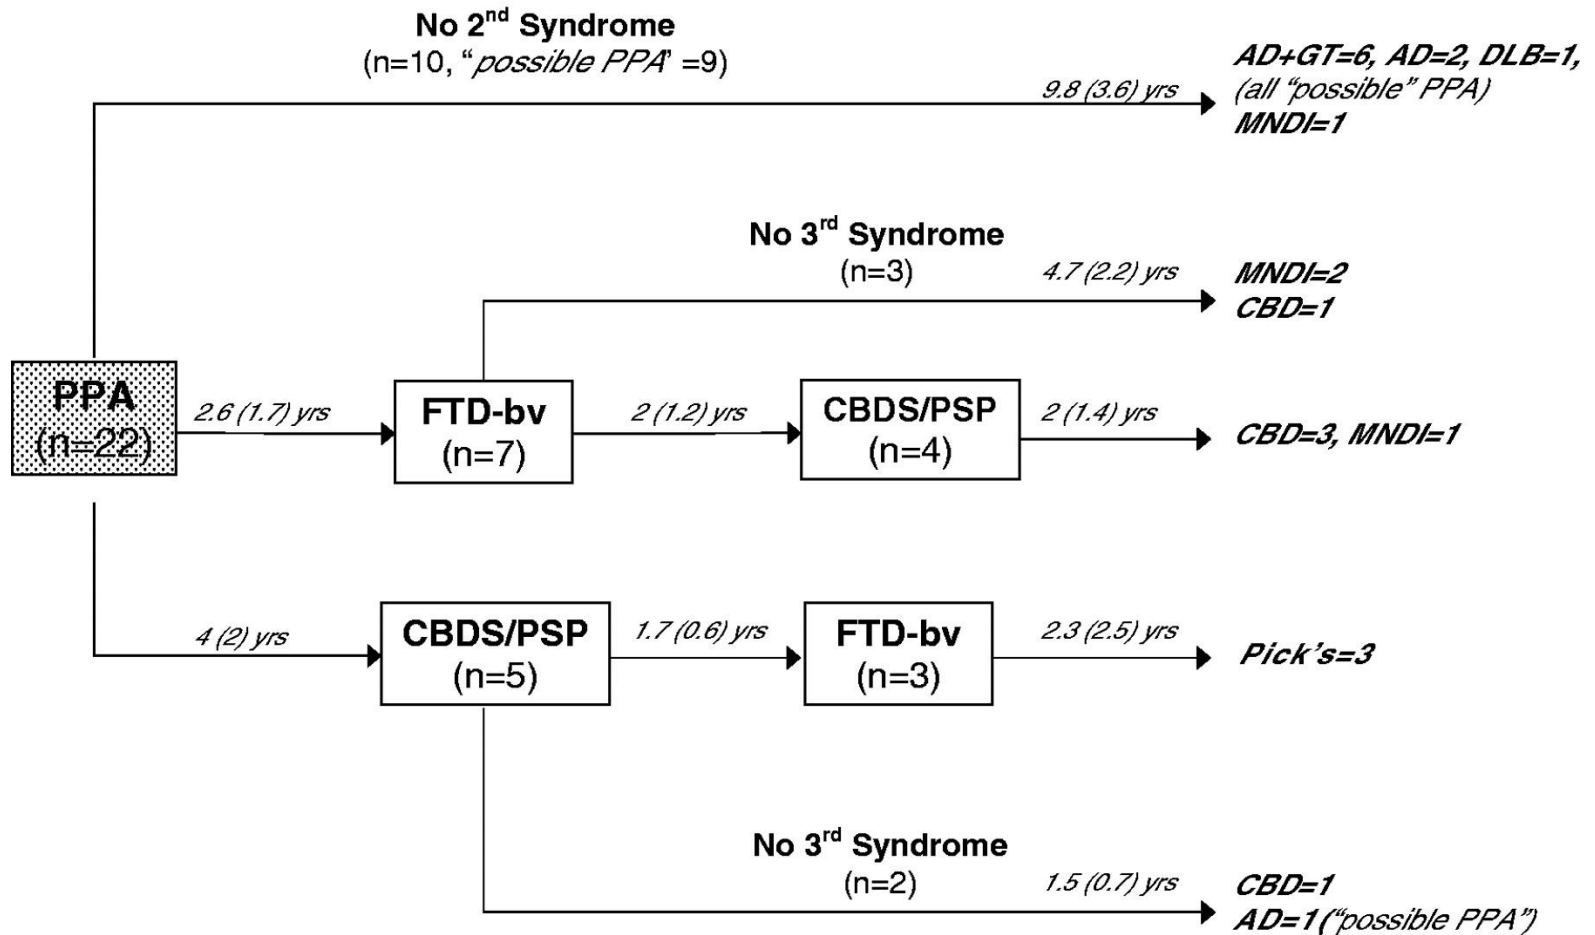 No 2nd Syndrome
(n=10, "possible PPA' =9)
9.8 (3.6) yrs
AD+GT=6, AD=2, DLB=1,
(all "possible" PPA)
MNDI=1
No 3rd Syndrome
(n=3)
4.7 (2.2) yrs
MNDI=2
CBD=1
PPA
(n=22)
2.6 (1.7) yrs
FTD-bv
(n=7)
2 (1.2) yrs
CBDS/PSP
(n=4)
2 (1.4) yrs
CBD=3, MNDI=1
4 (2) yrs
CBDS/PSP
(n=5)
1.7 (0.6) yrs
FTD-bv
(n=3)
2.3 (2.5) yrs
Pick's=3
No 3rd Syndrome
(n=2)
1.5 (0.7) yrs
CBD=1
AD=1("possible PPA")